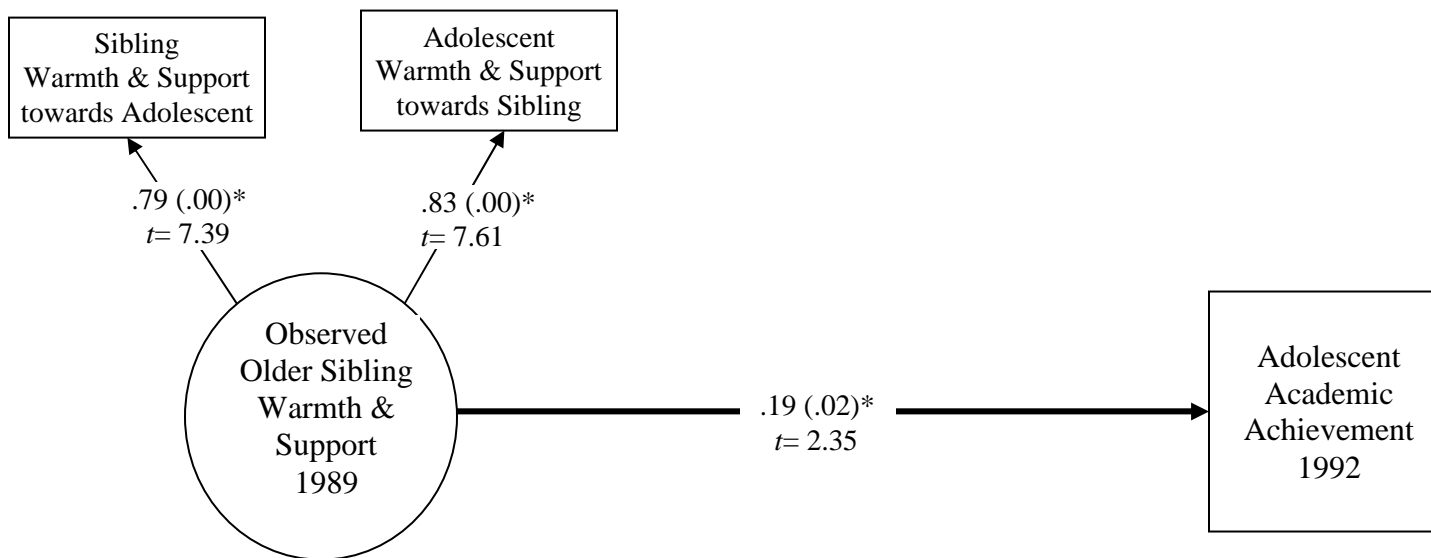 Sibling
Warmth & Support
towards Adolescent
Adolescent
Warmth & Support
towards Sibling
.79 (.00)*
t= 7.39
.83 (.00)*
t= 7.61
Observed
Older Sibling
Warmth &
Support
1989
.19 (.02)*
t= 2.35
Adolescent
Academic
Achievement
1992